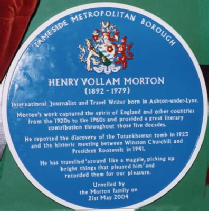 TAMESIDE METROPOLITAN BOROUGH
HENRY VOLLAM MORTON
(1892 - 1979)
International Journalist and Travel Writer born in Ashton-under-Lyne.
Morton's work captured the spirit of England and other countries
from the 1920s to the 1960s and provided a great literary
contribution throughout those five decades.
He reported the discovery of the Tutankhamun tomb in 1923
and the historic meeting between Winston Churchill and
President Roosevelt in 1941.
He has travelled 'around like a magpie, picking up
bright things that pleased him' and
recorded them for our pleasure.
Unveiled by
the Morton family on
21st May 2004